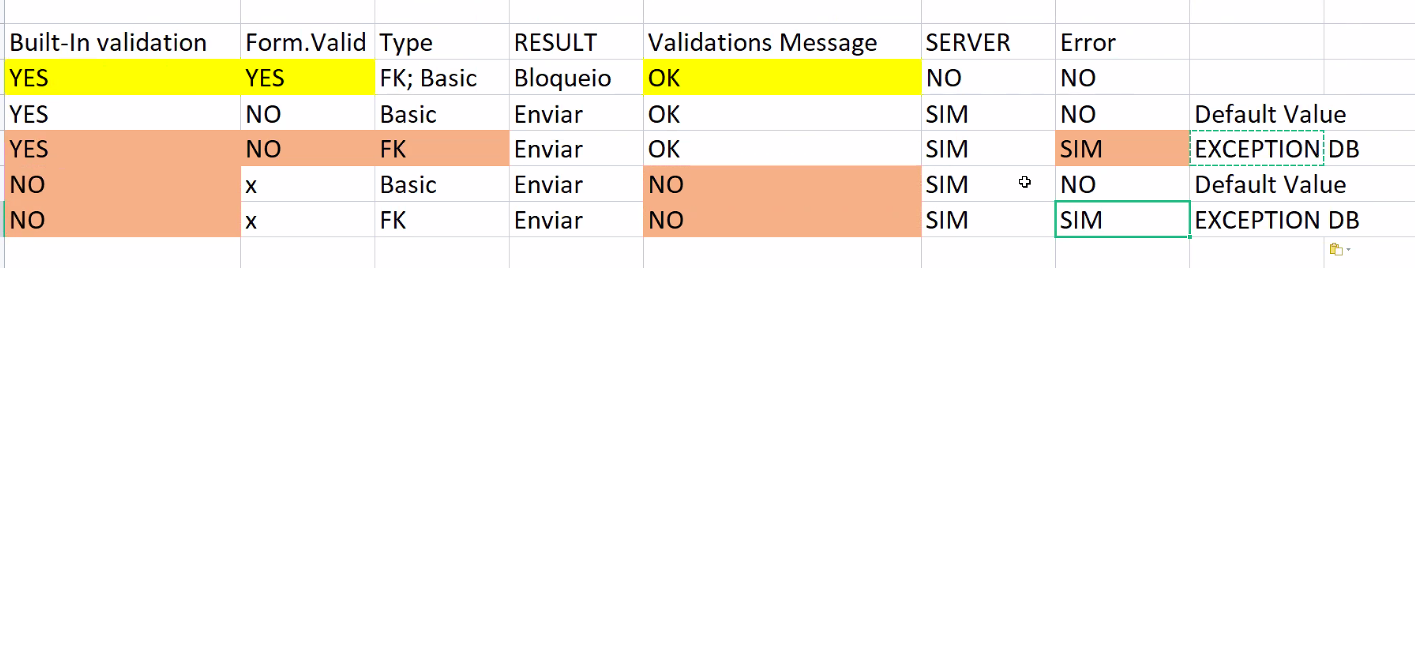 Built-In validation Form.Valid Type RESULT Validations Message SERVER Error
YES YES FK; Basic Bloqueio OK NO NO
YES NO Basic Enviar OK SIM NO Default Value
YES NO FK Enviar OK SIM SIM EXCEPTION DB
NO x Basic Enviar NO SIM NO Default Value
NO x FK Enviar NO SIM SIM EXCEPTION DB